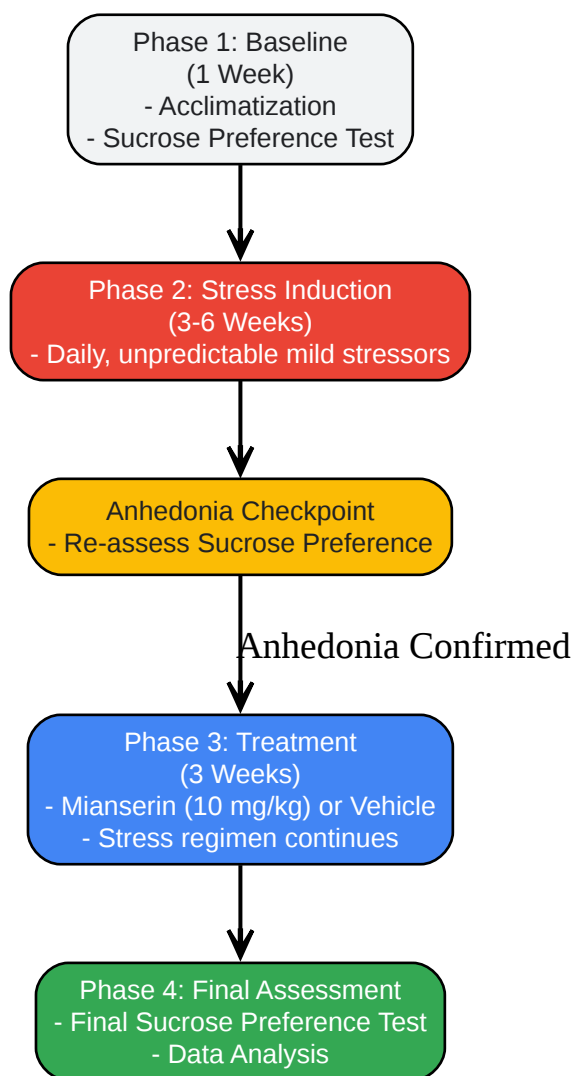 Phase 1: Baseline
(1 Week)
- Acclimatization
- Sucrose Preference Test
Phase 2: Stress Induction
(3-6 Weeks)
- Daily, unpredictable mild stressors
Anhedonia Checkpoint
- Re-assess Sucrose Preference
Anhedonia Confirmed
Phase 3: Treatment
(3 Weeks)
- Mianserin (10 mg/kg) or Vehicle
- Stress regimen continues
Phase 4: Final Assessment
- Final Sucrose Preference Test
- Data Analysis